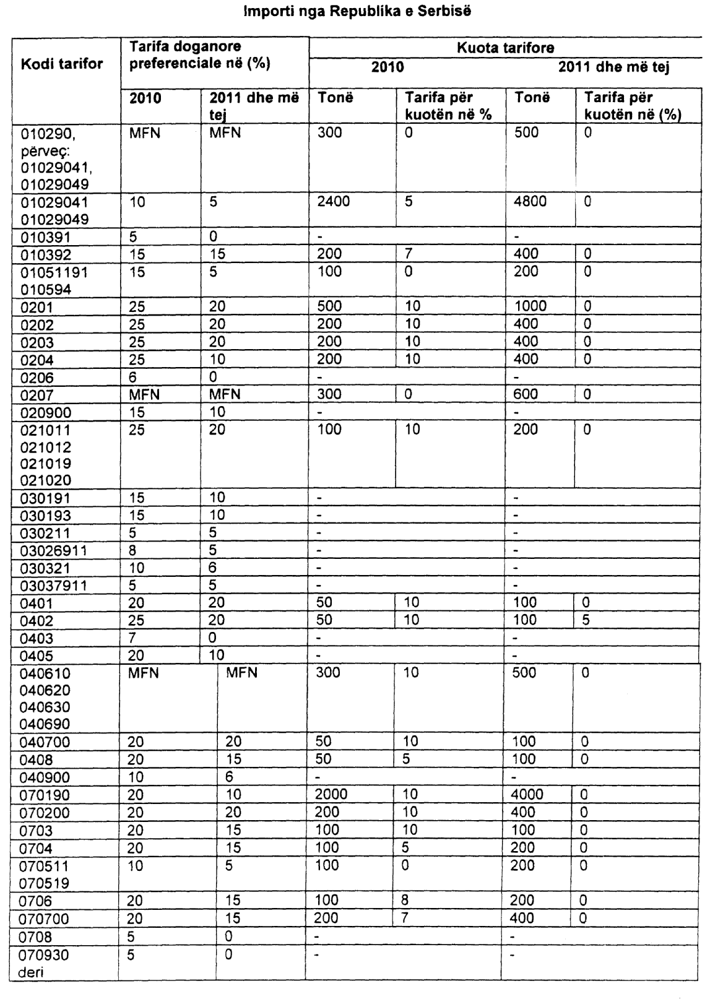 Importi nga Republika e Serbisë
Kodi tarifor Tarifa doganore preferenciale në (%) Kuota tarifore
2010 2011 dhe më tej
2010 2011 dhe më tej Tonë Tarifa për kuotën në % Tonë Tarifa për kuotën në (%)
010290, MFN MFN 300 0 500 0
përveç:
01029041,
01029049
01029041 10 5 2400 5 4800 0
01029049
010391 5 0 - -
010392 15 15 200 7 400 0
01051191 15 5 100 0 200 0
010594
0201 25 20 500 10 1000 0
0202 25 20 200 10 400 0
0203 25 20 200 10 400 0
0204 25 10 200 10 400 0
0206 6 0 - -
0207 MFN MFN 300 0 600 0
020900 15 10 - -
021011 25 20 100 10 200 0
021012
021019
021020
030191 15 10 - -
030193 15 10 - -
030211 5 5 - -
03026911 8 5 - -
030321 10 6 - -
03037911 5 5 - -
0401 20 20 50 10 100 0
0402 25 20 50 10 100 5
0403 7 0 - -
0405 20 10 - -
040610 MFN MFN 300 10 500 0
040620
040630
040690
040700 20 20 50 10 100 0
0408 20 15 50 5 100 0
040900 10 6 - -
070190 20 10 2000 10 4000 0
070200 20 20 200 10 400 0
0703 20 15 100 10 100 0
0704 20 15 100 5 200 0
070511 10 5 100 0 200 0
070519
0706 20 15 100 8 200 0
070700 20 15 200 7 400 0
0708 5 0 - -
070930 5 0 - -
deri